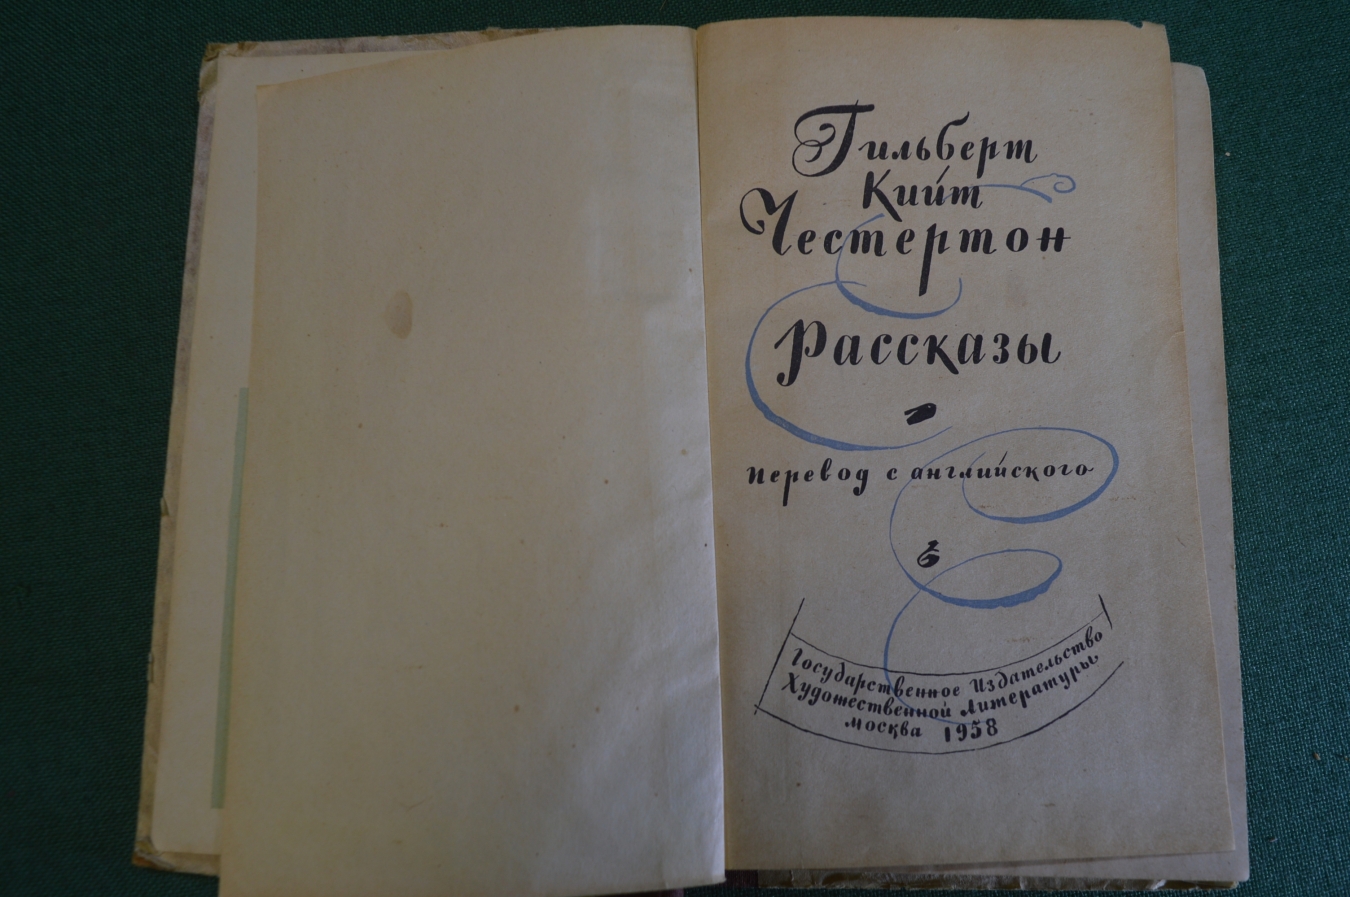 Гильберт
Кийт
Честертон
Рассказы
Перевод с английского
Государственное Издательство
Художественной Литературы
Москва 1958